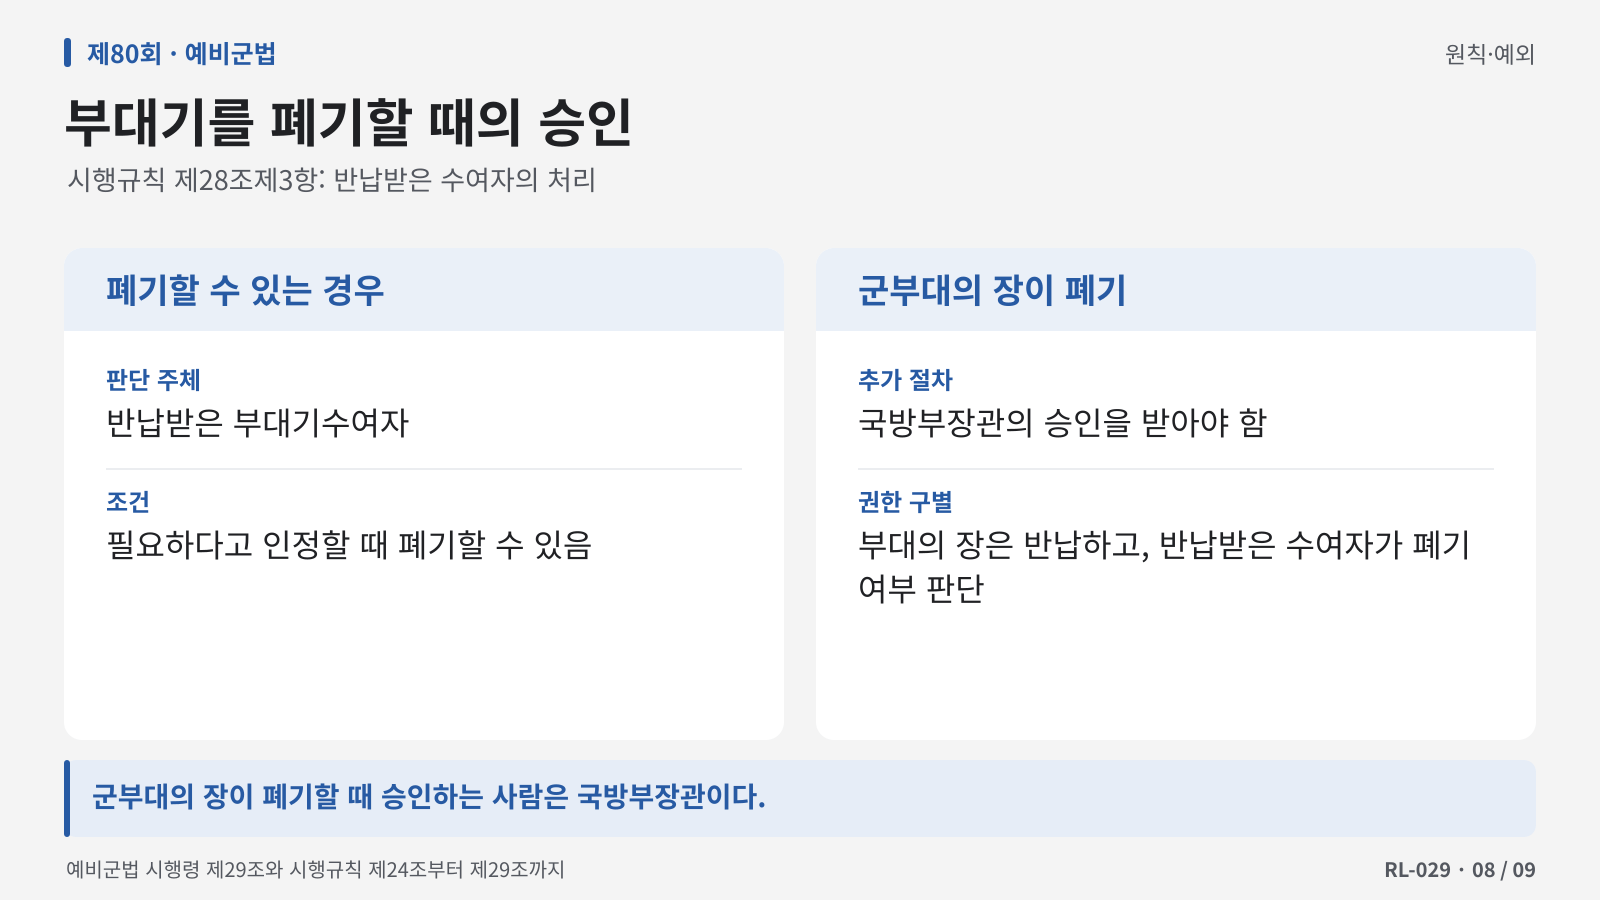 제80회 · 예비군법
원칙·예외
부대기를 폐기할 때의 승인
시행규칙 제28조제3항: 반납받은 수여자의 처리
폐기할 수 있는 경우
판단 주체
반납받은 부대기수여자
조건
필요하다고 인정할 때 폐기할 수 있음
군부대의 장이 폐기
추가 절차
국방부장관의 승인을 받아야 함
권한 구별
부대의 장은 반납하고, 반납받은 수여자가 폐기
여부 판단
군부대의 장이 폐기할 때 승인하는 사람은 국방부장관이다.
예비군법 시행령 제29조와 시행규칙 제24조부터 제29조까지
RL-029 · 08 / 09